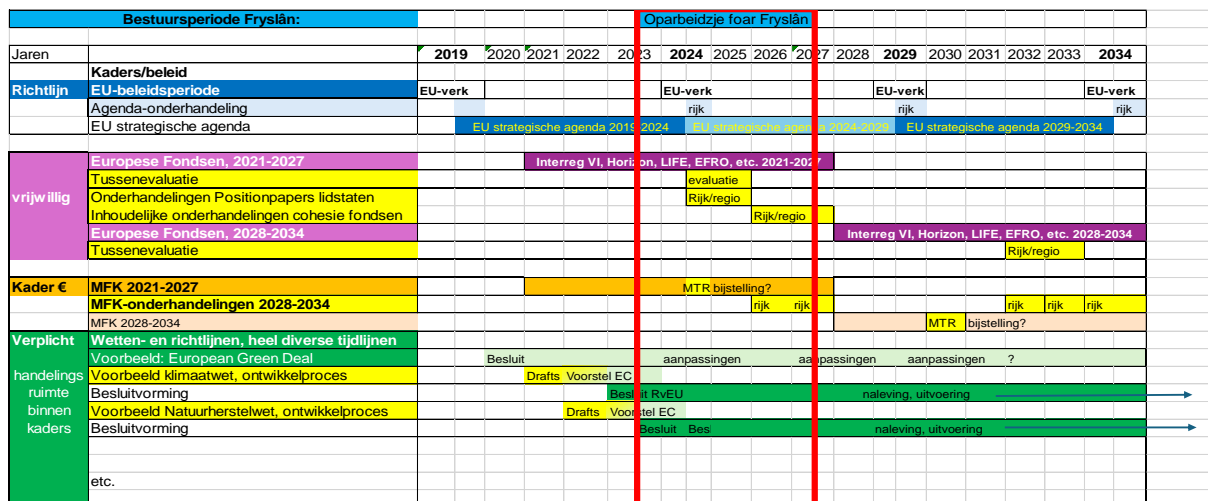 Bestuursperiode Fryslân: Oparbeidzje foar Fryslân
Jaren 2019 2020 2021 2022 2023 2024 2025 2026 2027 2028 2029 2030 2031 2032 2033 2034
Kaders/beleid
Richtlijn EU-beleidsperiode EU-verk EU-verk EU-verk EU-verk
Agenda-onderhandeling rijk rijk rijk
EU strategische agenda EU strategische agenda 2019-2024 EU strategische agenda 2024-2029 EU strategische agenda 2029-2034
Europese Fondsen, 2021-2027 Interreg VI, Horizon, LIFE, EFRO, etc. 2021-2027
Tussenevaluatie evaluatie
vrijwillig Onderhandelingen Positionpapers lidstaten Rijk/regio
Inhoudelijke onderhandelingen cohesie fondsen Rijk/regio
Europese Fondsen, 2028-2034 Interreg VI, Horizon, LIFE, EFRO, etc. 2028-2034
Tussenevaluatie Rijk/regio
Kader € MFK 2021-2027 MTR bijstelling?
MFK-onderhandelingen 2028-2034 rijk rijk rijk rijk rijk
MFK 2028-2034 MTR bijstelling?
Verplicht Wetten- en richtlijnen, heel diverse tijdlijnen
Voorbeeld: European Green Deal Besluit aanpassingen aanpassingen aanpassingen ?
handelings Voorbeeld klimaatwet, ontwikkelproces Drafts Voorstel EC
ruimte Besluitvorming Besluit RvEU naleving, uitvoering
binnen Voorbeeld Natuurherstelwet, ontwikkelproces Drafts Voorstel EC
kaders Besluitvorming Besluit Bes naleving, uitvoering
etc.